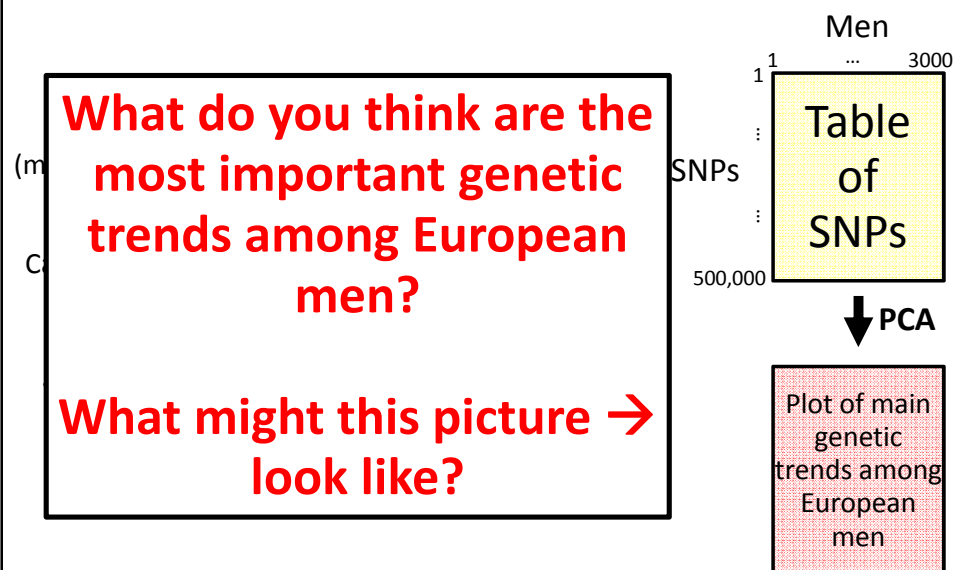 Men
1 ... 3000
1
What do you think are the
most important genetic
trends among European
men?
What might this picture →
look like?
(m
Ca
SNPs
⋮
⋮
500,000
Table
of
SNPs
PCA
Plot of main
genetic
trends among
European
men